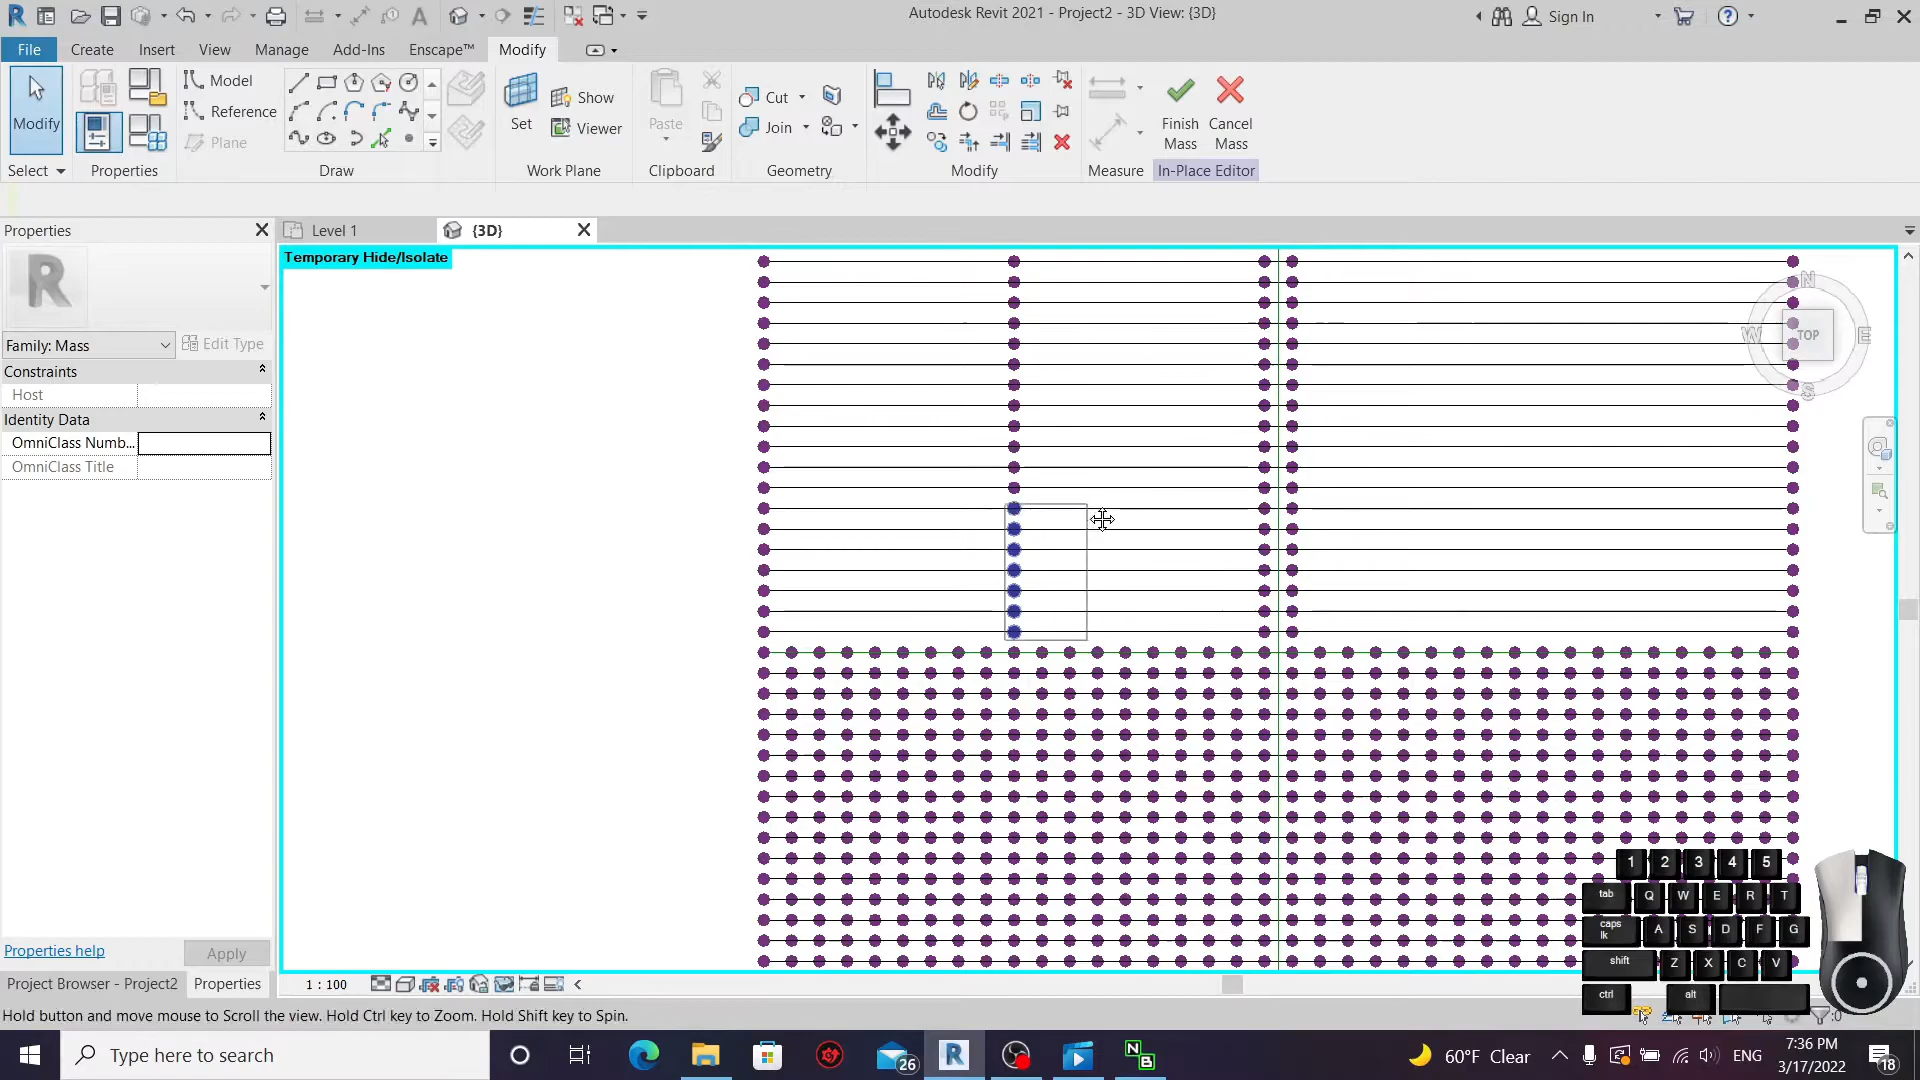 Autodesk Revit 2021 - Project2 - 3D View: {3D}
Sign In
File
Create
Insert
View
Manage
Add-Ins
Enscape™
Modify
Modify
Model
Reference
Plane
Set
Show
Viewer
Paste
Cut
Join
Finish
Mass
Cancel
Mass
Select
Properties
Draw
Work Plane
Clipboard
Geometry
Modify
Measure
In-Place Editor
Properties
Level 1
{3D}
R
Family: Mass
Edit Type
Constraints
Host
Identity Data
OmniClass Numb...
OmniClass Title
Properties help
Apply
Project Browser - Project2
Properties
Temporary Hide/Isolate
N
W
TOP
E
S
1 : 100
Hold button and move mouse to Scroll the view. Hold Ctrl key to Zoom. Hold Shift key to Spin.
:0
1
2
3
4
5
tab
Q
W
E
R
T
caps
lk
A
S
D
F
G
shift
Z
X
C
V
ctrl
alt
Type here to search
26
R
N
B
60°F Clear
ENG
7:36 PM
3/17/2022
18